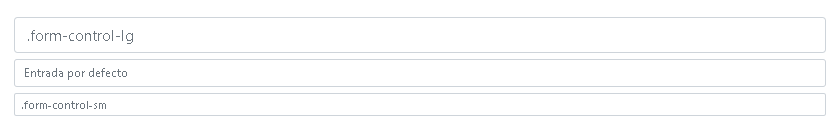 .form-control-lg
Entrada por defecto
.form-control-sm